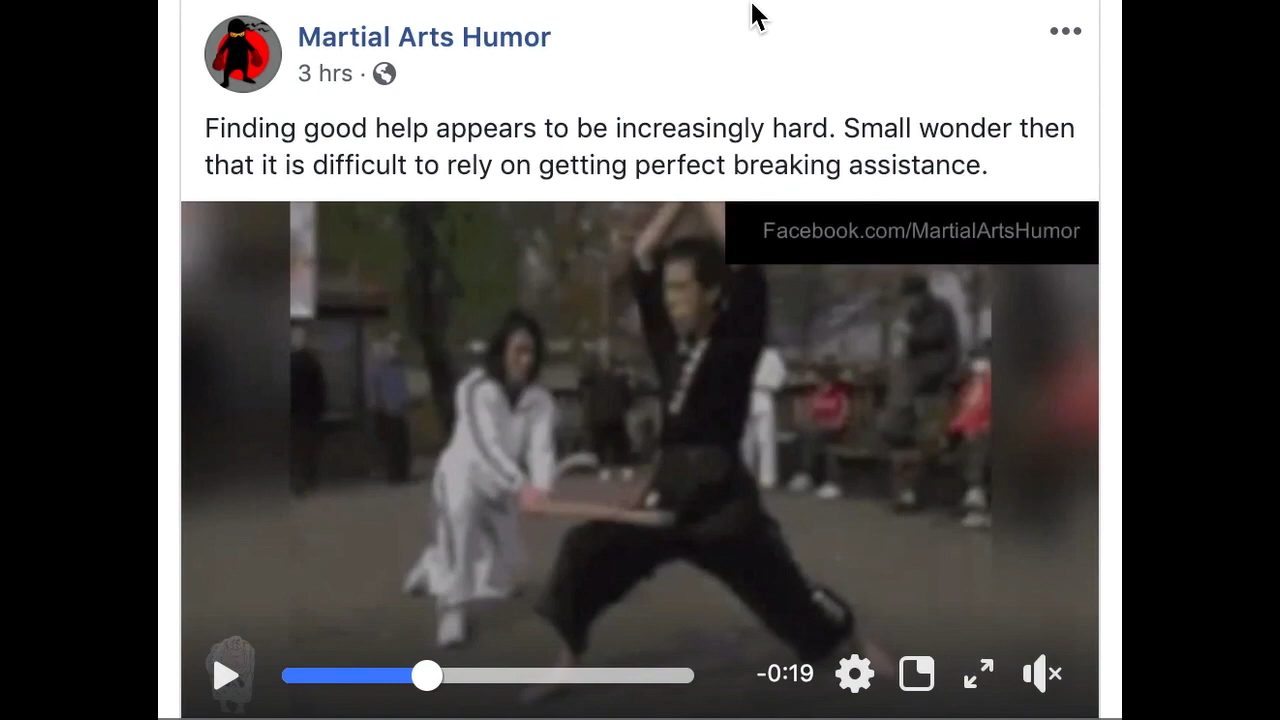 Martial Arts Humor
3 hrs ·
Finding good help appears to be increasingly hard. Small wonder then
that it is difficult to rely on getting perfect breaking assistance.
Facebook.com/MartialArtsHumor
-0:19